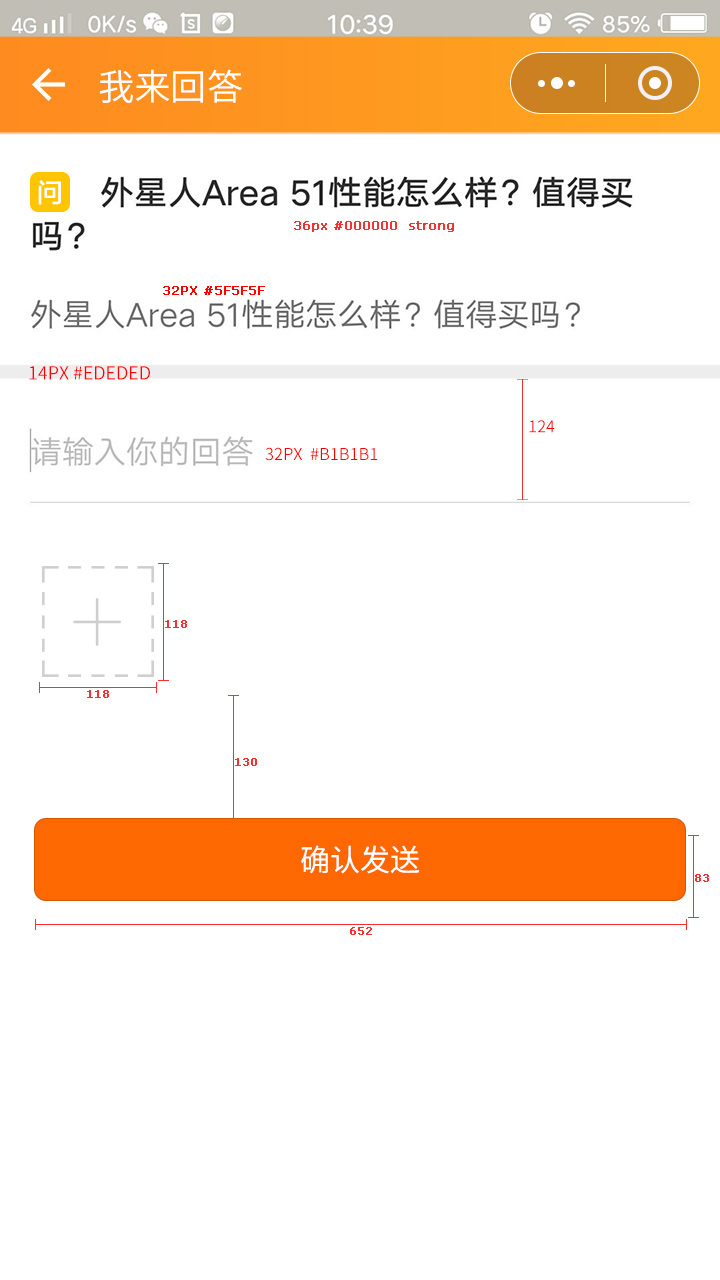 4G 0K/s S 10:39 85%
我来回答
问 外星人Area 51性能怎么样？值得买
36px #000000 strong
吗？
32PX #5F5F5F
外星人Area 51性能怎么样？值得买吗？
14PX #EDEDED
124
请输入你的回答 32PX #B1B1B1
118
118
130
确认发送
83
652